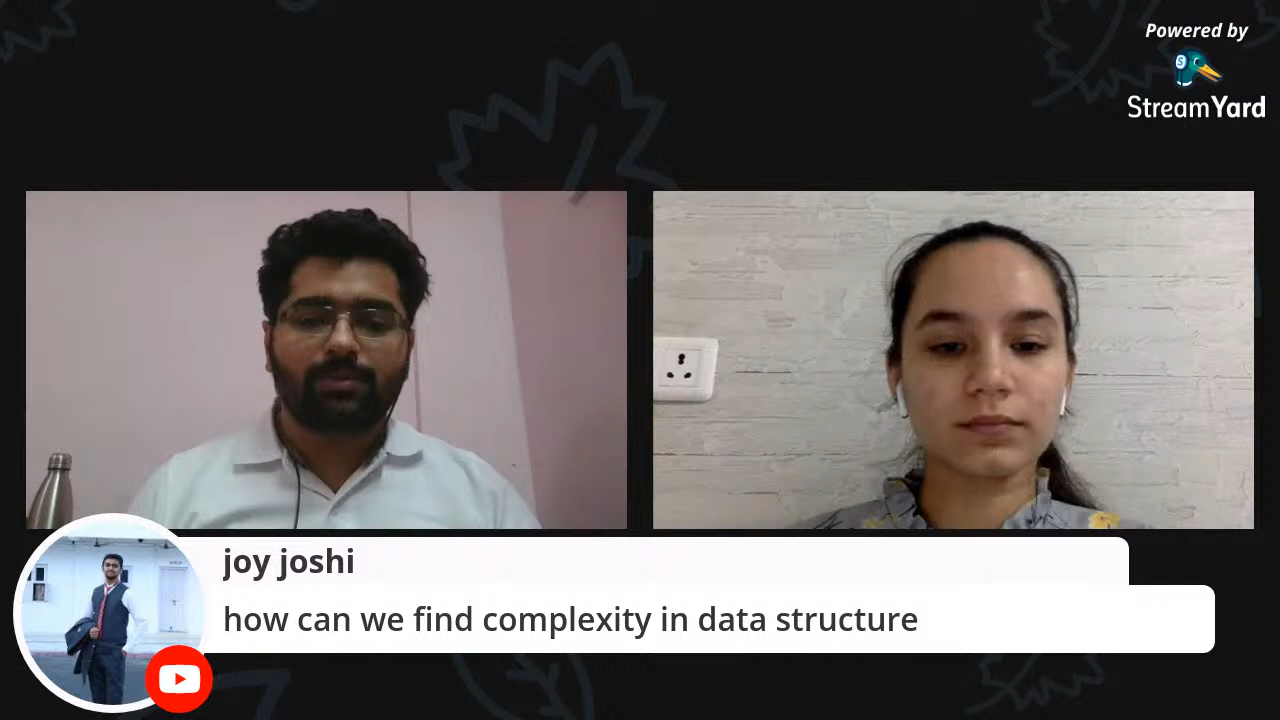 Powered by
StreamYard
joy joshi
how can we find complexity in data structure